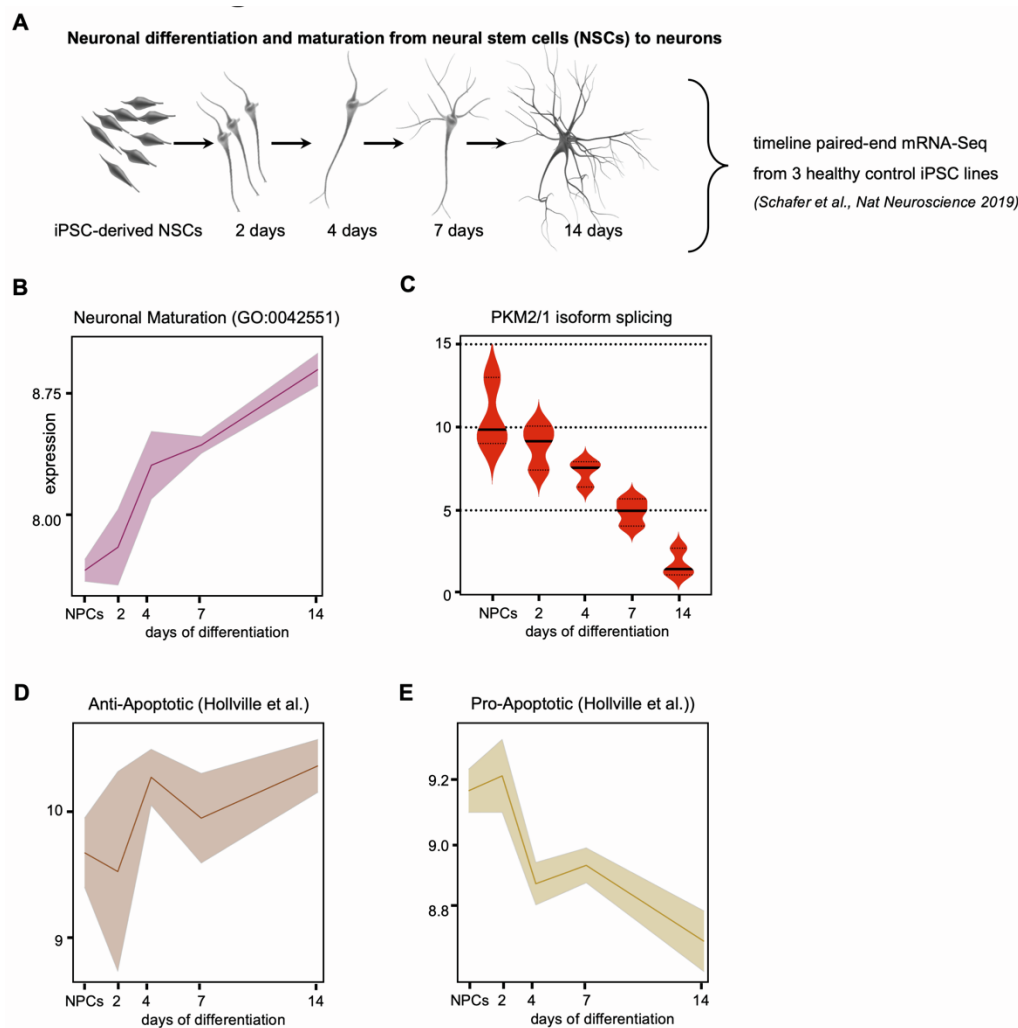 A
Neuronal differentiation and maturation from neural stem cells (NSCs) to neurons
timeline paired-end mRNA-Seq
from 3 healthy control iPSC lines
(Schafer et al., Nat Neuroscience 2019)
iPSC-derived NSCs 2 days 4 days 7 days 14 days
B
Neuronal Maturation (GO:0042551)
expression
8.75
8.00
NPCs 2 4 7 14
days of differentiation
C
PKM2/1 isoform splicing
15
10
5
0
NPCs 2 4 7 14
days of differentiation
D
Anti-Apoptotic (Hollville et al.)
10
9
NPCs 2 4 7 14
days of differentiation
E
Pro-Apoptotic (Hollville et al.))
9.2
9.0
8.8
NPCs 2 4 7 14
days of differentiation